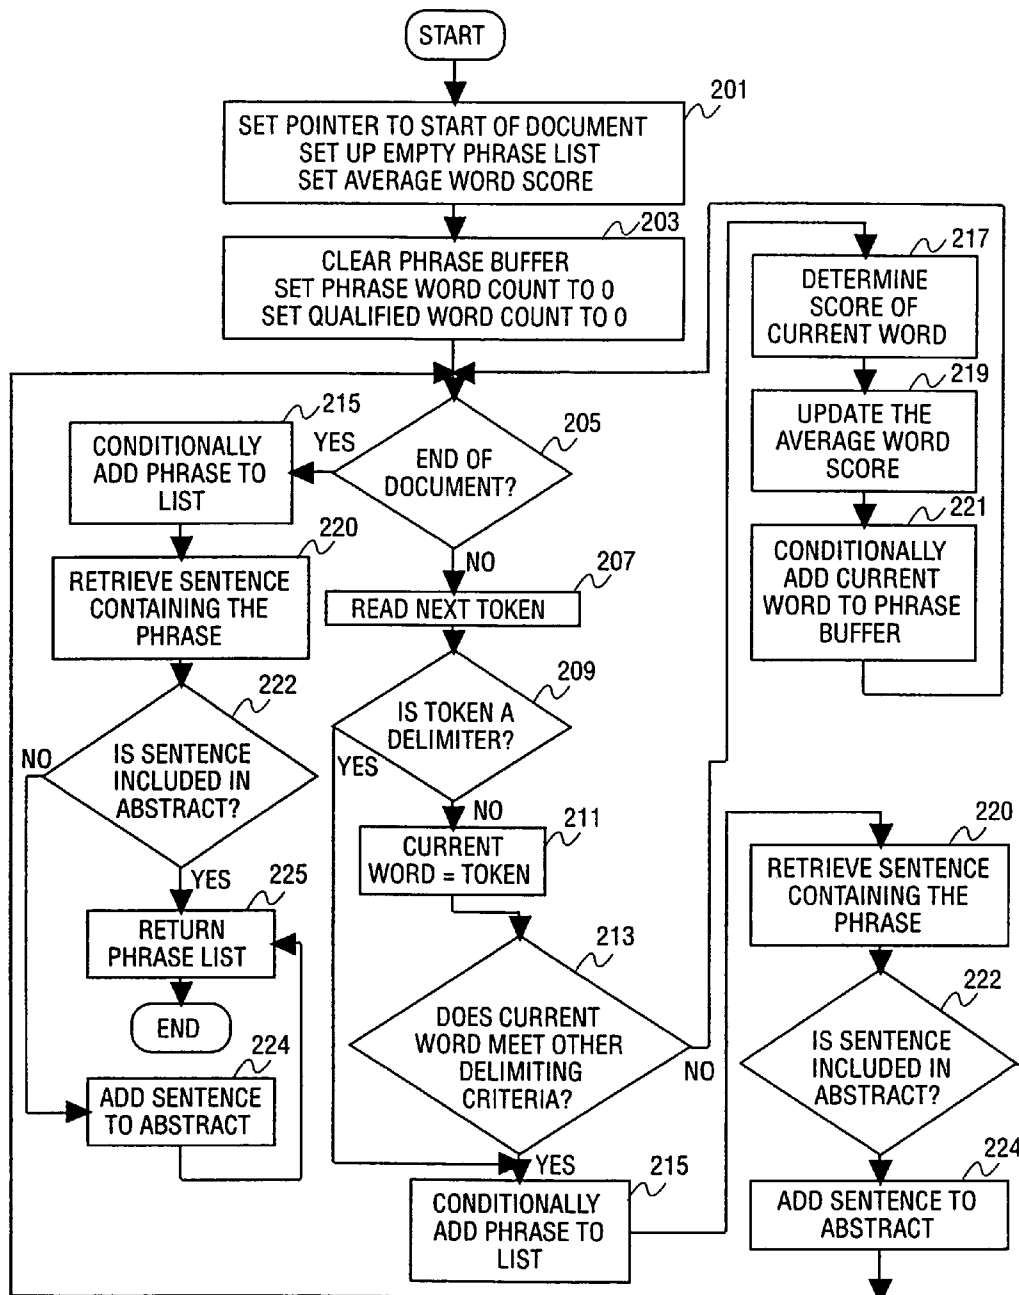 START
201
SET POINTER TO START OF DOCUMENT
SET UP EMPTY PHRASE LIST
SET AVERAGE WORD SCORE
203
CLEAR PHRASE BUFFER
SET PHRASE WORD COUNT TO 0
SET QUALIFIED WORD COUNT TO 0
217
DETERMINE
SCORE OF
CURRENT WORD
219
UPDATE THE
AVERAGE WORD
SCORE
221
CONDITIONALLY
ADD CURRENT
WORD TO PHRASE
BUFFER
205
END OF
DOCUMENT?
YES
NO
215
CONDITIONALLY
ADD PHRASE TO
LIST
220
RETRIEVE SENTENCE
CONTAINING THE
PHRASE
222
IS SENTENCE
INCLUDED IN
ABSTRACT?
NO
YES
225
RETURN
PHRASE LIST
END
224
ADD SENTENCE
TO ABSTRACT
207
READ NEXT TOKEN
209
IS TOKEN A
DELIMITER?
YES
NO
211
CURRENT
WORD = TOKEN
213
DOES CURRENT
WORD MEET OTHER
DELIMITING
CRITERIA?
NO
YES
215
CONDITIONALLY
ADD PHRASE TO
LIST
220
RETRIEVE SENTENCE
CONTAINING THE
PHRASE
222
IS SENTENCE
INCLUDED IN
ABSTRACT?
224
ADD SENTENCE TO
ABSTRACT